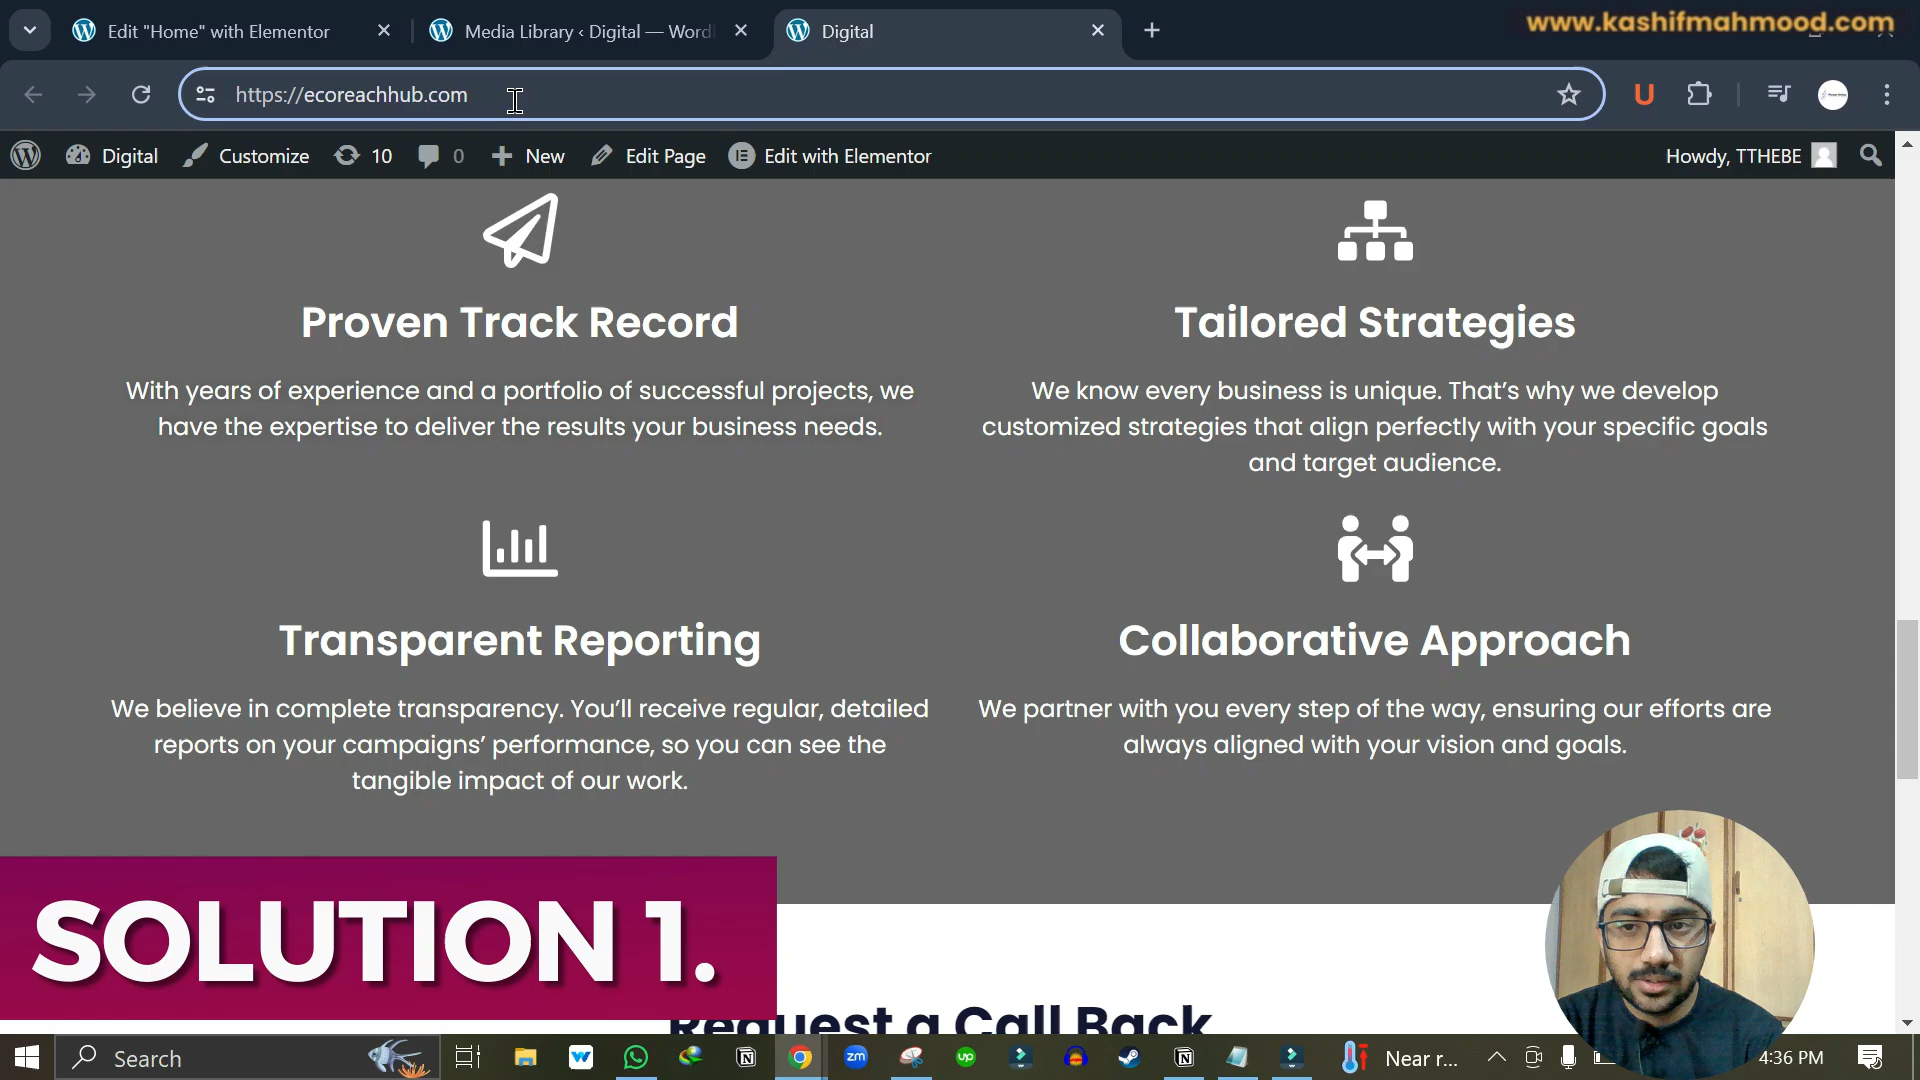 www.kashifmahmood.com
Edit "Home" with Elementor
Media Library ‹ Digital — Word
Digital
https://ecoreachhub.com
Digital
Customize
10
0
New
Edit Page
Edit with Elementor
Howdy, TTHEBE
Proven Track Record
With years of experience and a portfolio of successful projects, we
have the expertise to deliver the results your business needs.
Tailored Strategies
We know every business is unique. That's why we develop
customized strategies that align perfectly with your specific goals
and target audience.
Transparent Reporting
We believe in complete transparency. You'll receive regular, detailed
reports on your campaigns' performance, so you can see the
tangible impact of our work.
Collaborative Approach
We partner with you every step of the way, ensuring our efforts are
always aligned with your vision and goals.
SOLUTION 1.
Request a Call Back
Search
zm
up
Near r...
4:36 PM